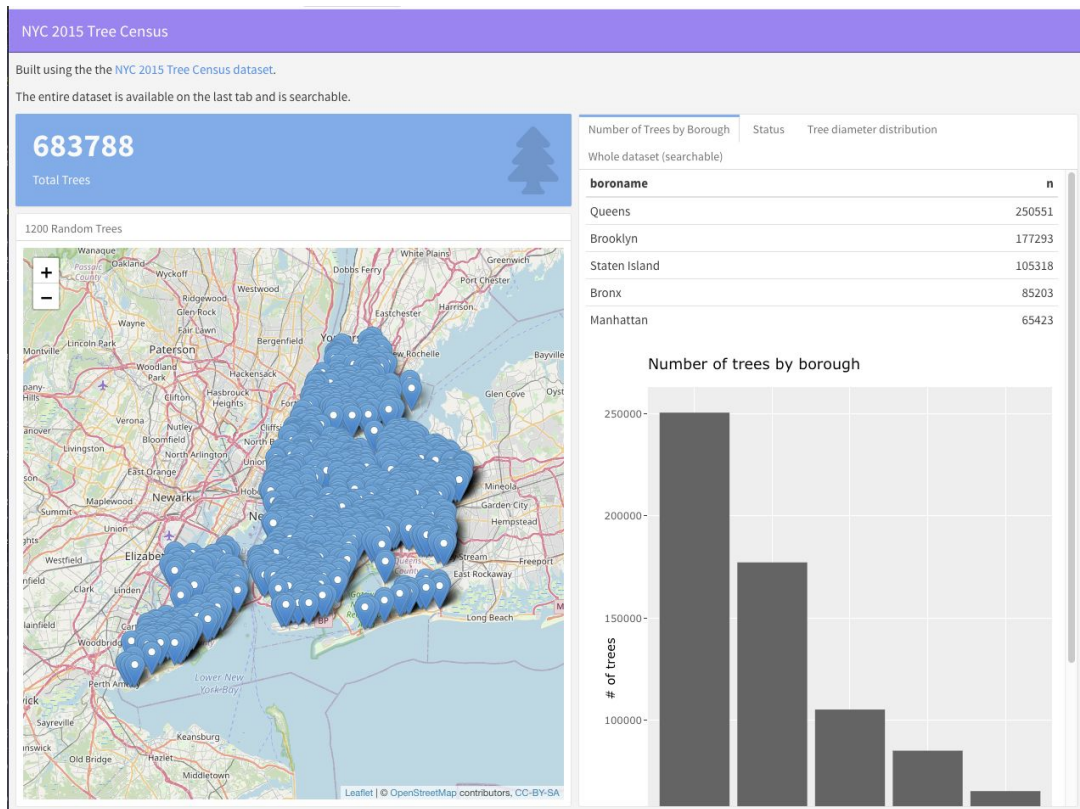 NYC 2015 Tree Census
Built using the the NYC 2015 Tree Census dataset.
The entire dataset is available on the last tab and is searchable.
683788
Total Trees
1200 Random Trees
+
−
Wanaque
Oakland
Passaic
County
Wyckoff
Dobbs Ferry
White Plains
Greenwich
Port Chester
Westwood
Ridgewood
Glen Rock
Eastchester
Harrison
Wayne
Fair Lawn
Bergenfield
Lincoln Park
Paterson
Montville
Woodland
Park
Hackensack
Bayville
Clifton
Hasbrouck
Heights
Glen Cove
Verona
Nutley
Bloomfield
Livingston
North Arlington
East Orange
Mineola
Maplewood
Newark
Garden City
Summit
Hempstead
Union
Westfield
Freeport
East Rockaway
Clark
Linden
Long Beach
Lower New
York Bay
Sayreville
Keansburg
Old Bridge
Hazlet
Middletown
Leaflet | © OpenStreetMap contributors, CC-BY-SA
Number of Trees by Borough Status Tree diameter distribution
Whole dataset (searchable)
boroname n
Queens 250551
Brooklyn 177293
Staten Island 105318
Bronx 85203
Manhattan 65423
Number of trees by borough
250000
200000
150000
100000
# of trees